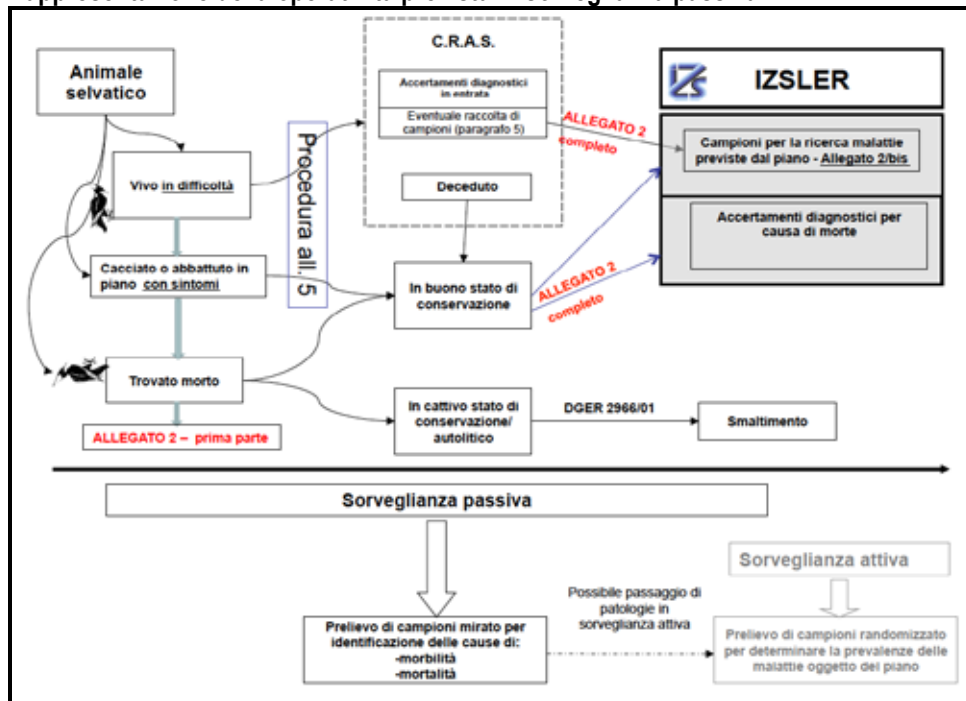 C.R.A.S.
Animale
selvatico
Accertamenti diagnostici
in entrata
Eventuale raccolta di
campioni (paragrafo 5)
ALLEGATO 2
completo
IZSLER
Campioni per la ricerca malattie
previste dal piano - Allegato 2/bis
Procedura all. 5
Vivo in difficoltà
Deceduto
Accertamenti diagnostici per
causa di morte
Cacciato o abbattuto in
piano con sintomi
In buono stato di
conservazione
ALLEGATO 2
completo
Trovato morto
In cattivo stato di
conservazione/
autolitico
DGER 2966/01
Smaltimento
ALLEGATO 2 – prima parte
Sorveglianza passiva
Sorveglianza attiva
Possibile passaggio di
patologie in
sorveglianza attiva
Prelievo di campioni mirato per
identificazione delle cause di:
-morbilità
-mortalità
Prelievo di campioni randomizzato
per determinare la prevalenze delle
malattie oggetto del piano